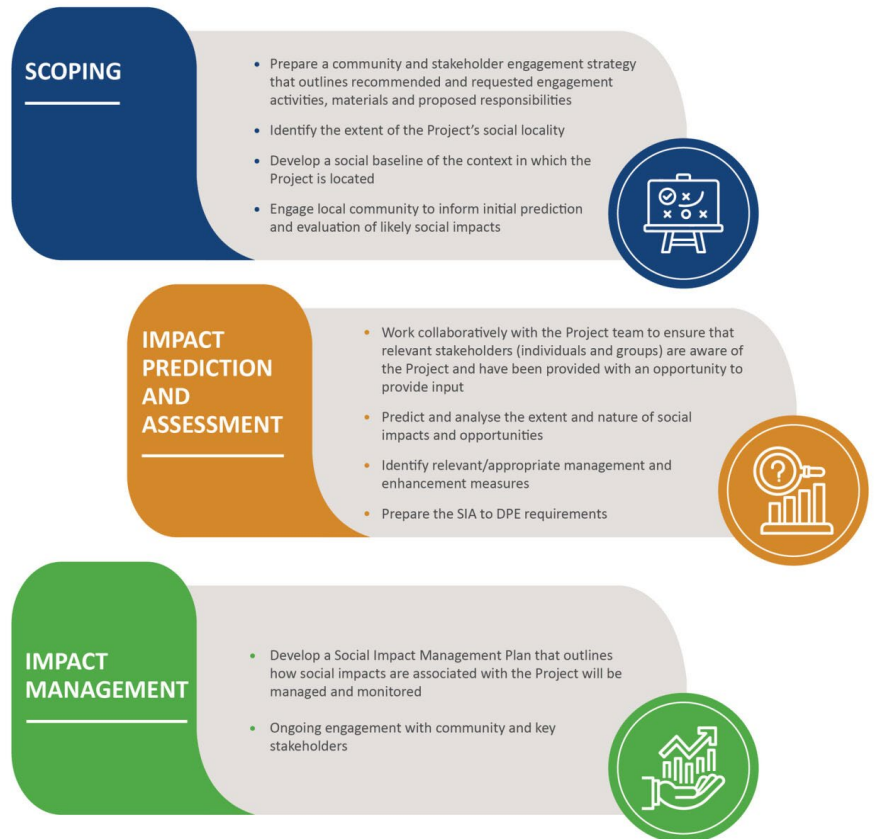 SCOPING
• Prepare a community and stakeholder engagement strategy
that outlines recommended and requested engagement
activities, materials and proposed responsibilities
• Identify the extent of the Project's social locality
• Develop a social baseline of the context in which the
Project is located
• Engage local community to inform initial prediction
and evaluation of likely social impacts
IMPACT
PREDICTION
AND
ASSESSMENT
• Work collaboratively with the Project team to ensure that
relevant stakeholders (individuals and groups) are aware of
the Project and have been provided with an opportunity to
provide input
• Predict and analyse the extent and nature of social
impacts and opportunities
• Identify relevant/appropriate management and
enhancement measures
• Prepare the SIA to DPE requirements
IMPACT
MANAGEMENT
• Develop a Social Impact Management Plan that outlines
how social impacts are associated with the Project will be
managed and monitored
• Ongoing engagement with community and key
stakeholders